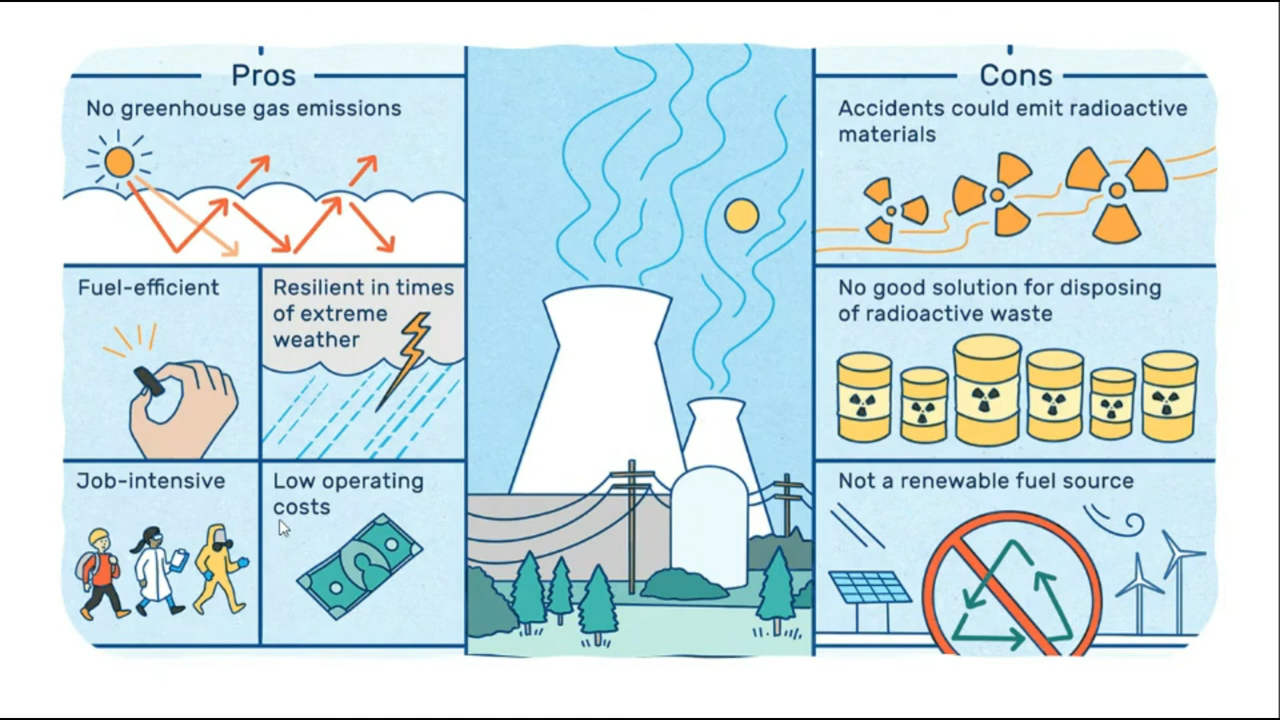 Pros
No greenhouse gas emissions
Fuel-efficient
Resilient in times
of extreme
weather
Job-intensive
Low operating
costs
Cons
Accidents could emit radioactive
materials
No good solution for disposing
of radioactive waste
Not a renewable fuel source